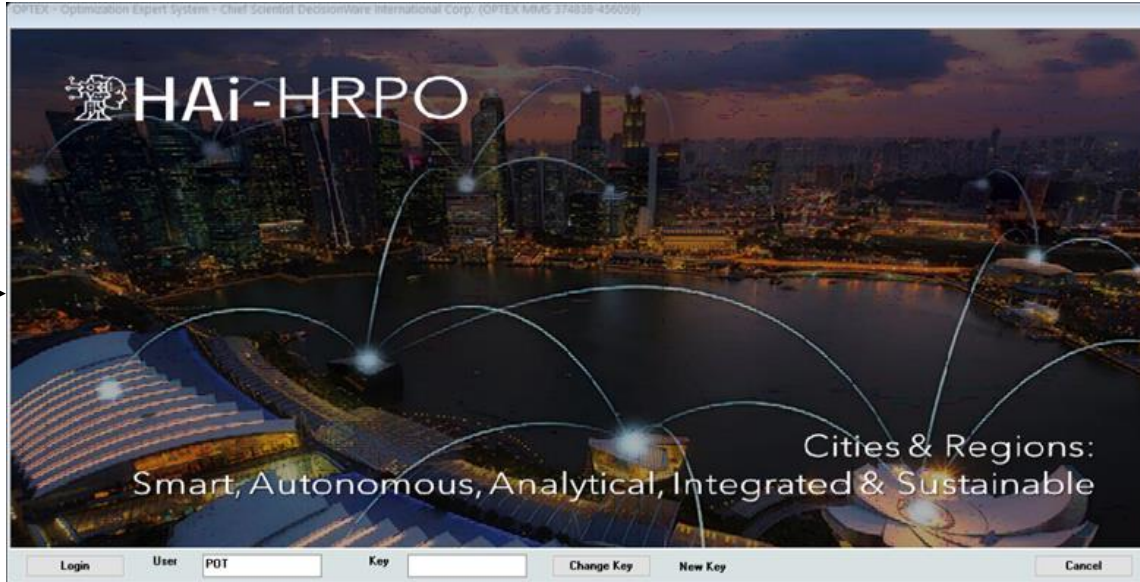 OPTEX - Optimization Expert System - Chief Scientist DecisionWare International Corp. (OPTEX MMS 374838-456099)
HAi-HRPO
Cities & Regions:
Smart, Autonomous, Analytical, Integrated & Sustainable
Login User POT Key Change Key New Key Cancel